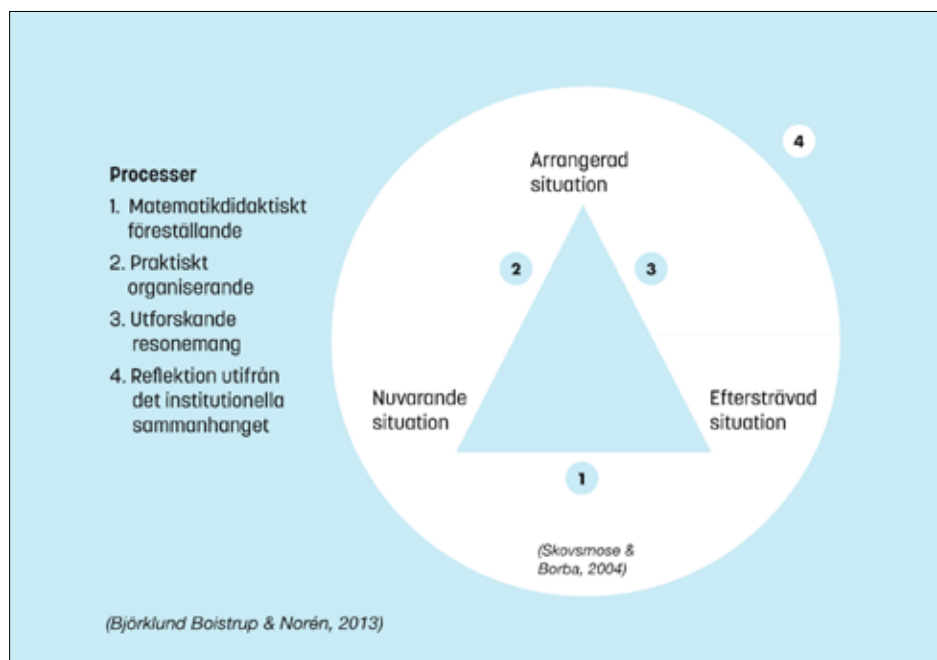 Processer
1. Matematikdidaktiskt
föreställande
2. Praktiskt
organiserande
3. Utforskande
resonemang
4. Reflektion utifrån
det institutionella
sammanhanget
4
Arrangerad
situation
2
3
Nuvarande
situation
Eftersträvad
situation
1
(Skovsmose &
Borba, 2004)
(Björklund Boistrup & Norén, 2013)